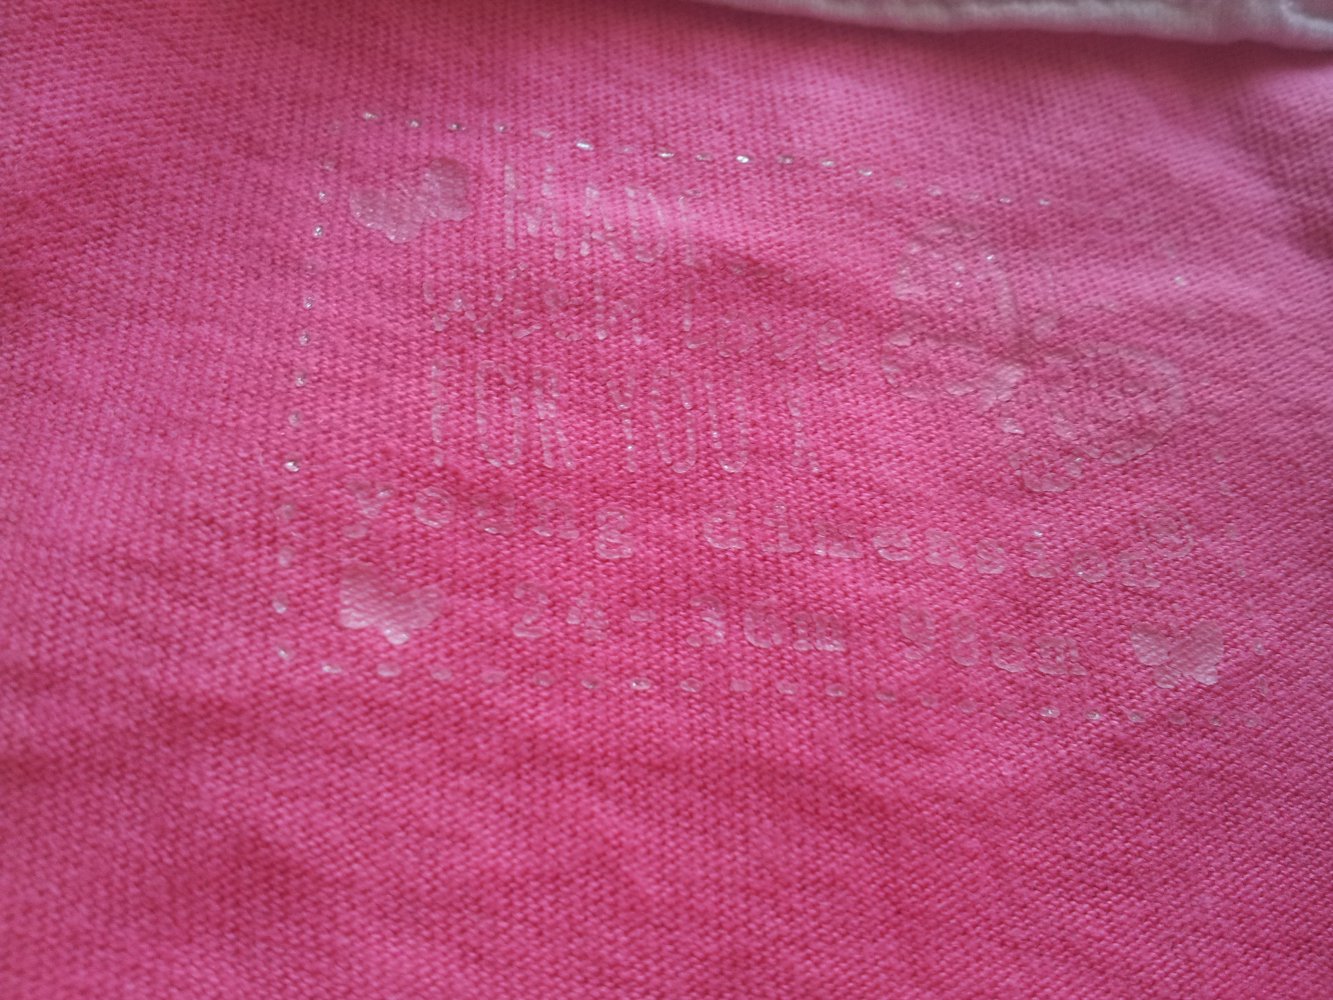 MADE
With Love
FOR YOU X
young dimension®
24-36m 98cm